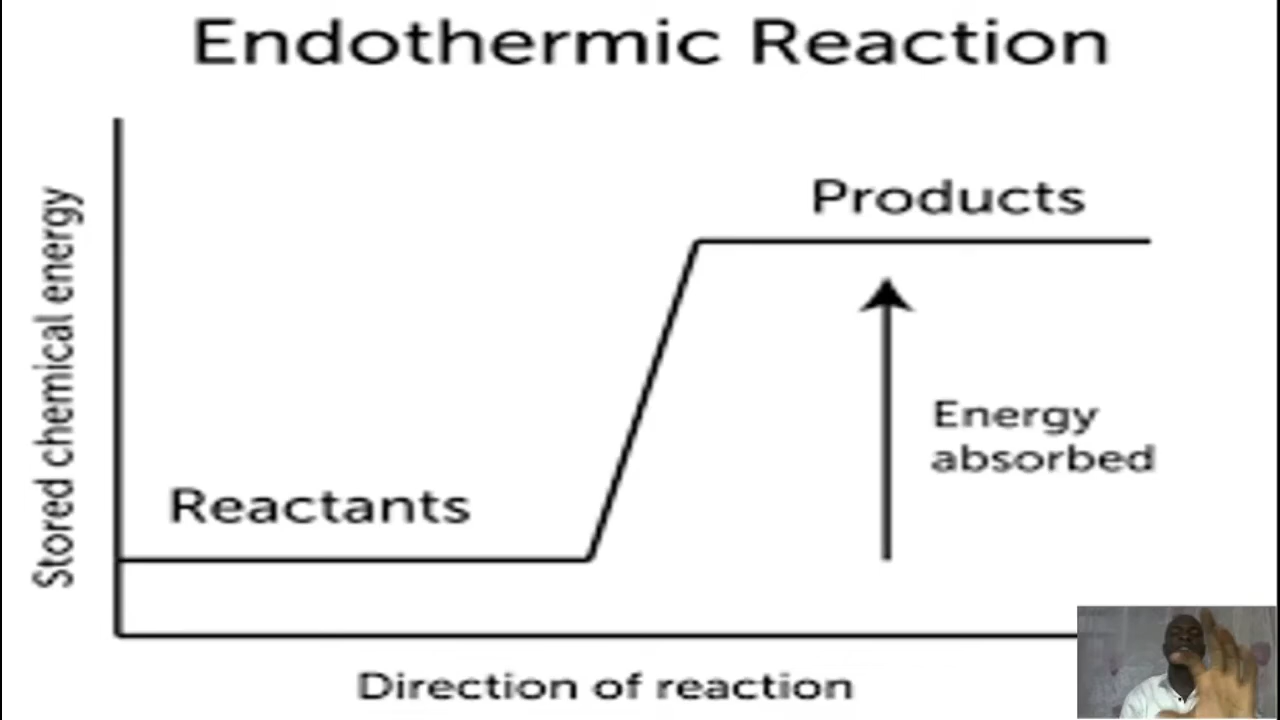 Endothermic Reaction
Stored chemical energy
Products
Energy
absorbed
Reactants
Direction of reaction